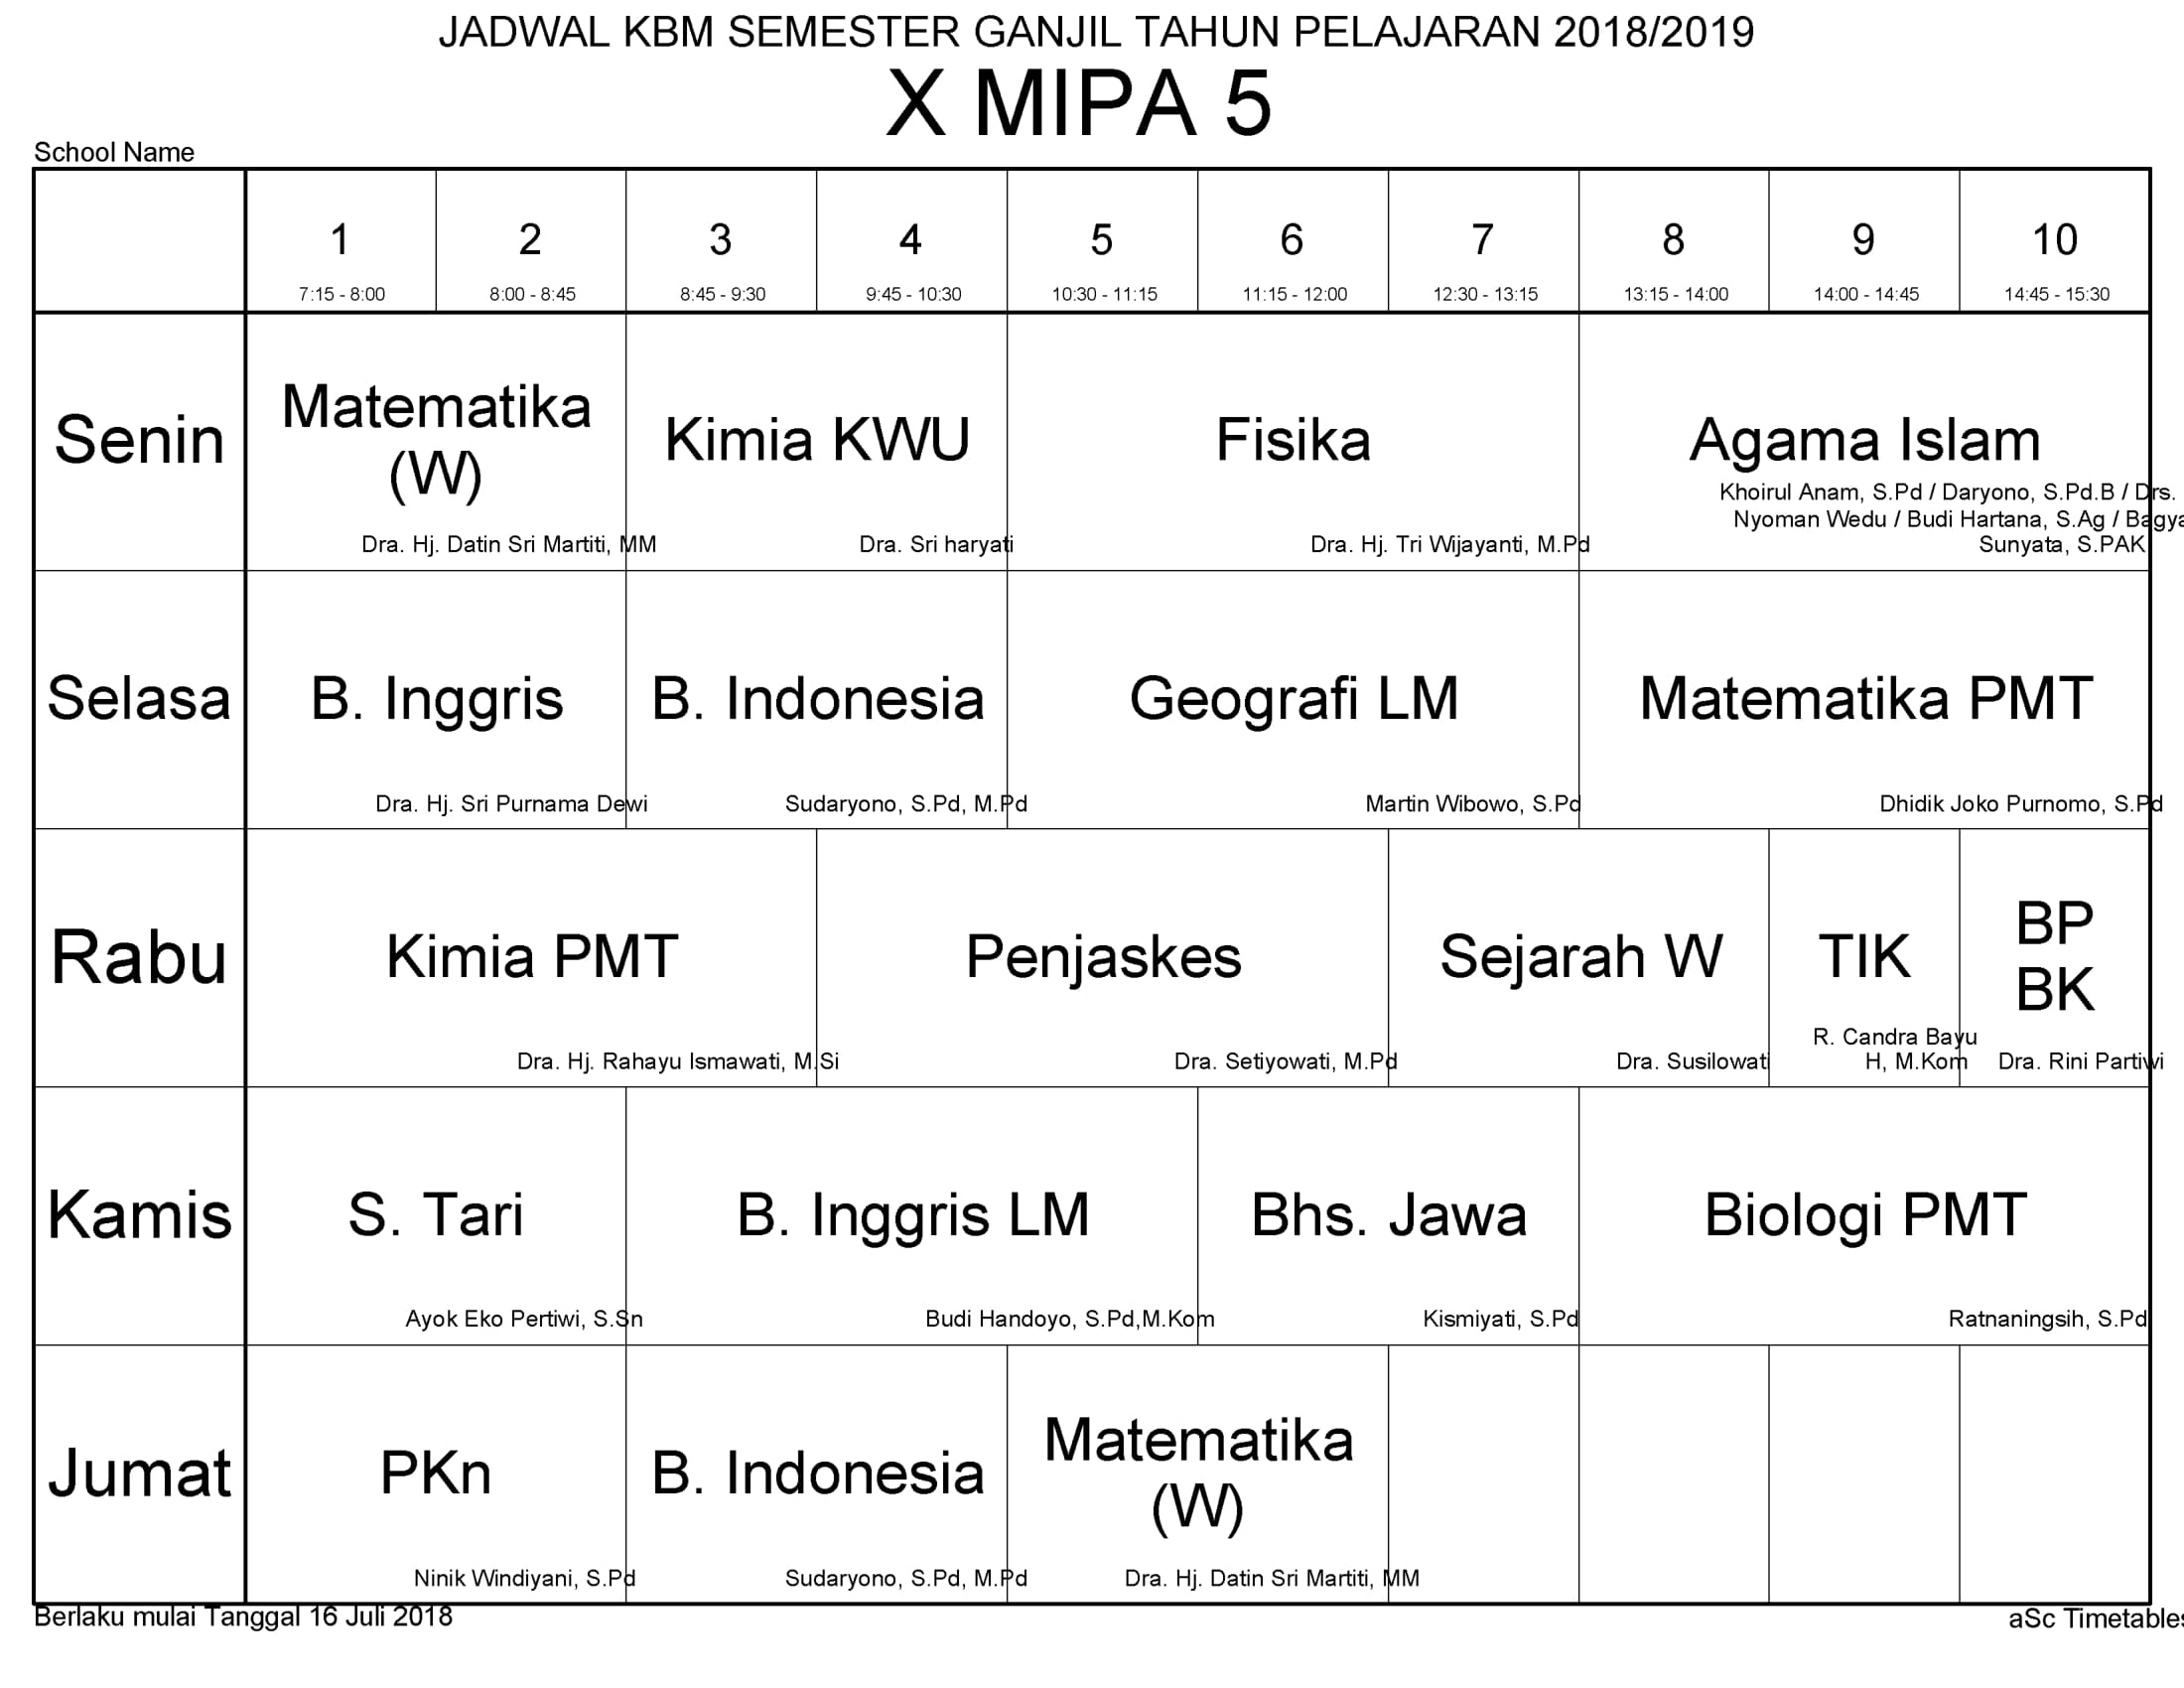 JADWAL KBM SEMESTER GANJIL TAHUN PELAJARAN 2018/2019
X MIPA 5
School Name
1 2 3 4 5 6 7 8 9 10
7:15 - 8:00 8:00 - 8:45 8:45 - 9:30 9:45 - 10:30 10:30 - 11:15 11:15 - 12:00 12:30 - 13:15 13:15 - 14:00 14:00 - 14:45 14:45 - 15:30
Senin
Matematika
(W)
Dra. Hj. Datin Sri Martiti, MM
Kimia KWU
Dra. Sri haryati
Fisika
Dra. Hj. Tri Wijayanti, M.Pd
Agama Islam
Khoirul Anam, S.Pd / Daryono, S.Pd.B / Drs.
Nyoman Wedu / Budi Hartana, S.Ag / Bagya
Sunyata, S.PAK
Selasa
B. Inggris
Dra. Hj. Sri Purnama Dewi
B. Indonesia
Sudaryono, S.Pd, M.Pd
Geografi LM
Martin Wibowo, S.Pd
Matematika PMT
Dhidik Joko Purnomo, S.Pd
Rabu
Kimia PMT
Dra. Hj. Rahayu Ismawati, M.Si
Penjaskes
Dra. Setiyowati, M.Pd
Sejarah W
Dra. Susilowati
TIK
R. Candra Bayu
H, M.Kom
BP
BK
Dra. Rini Partiwi
Kamis
S. Tari
Ayok Eko Pertiwi, S.Sn
B. Inggris LM
Budi Handoyo, S.Pd,M.Kom
Bhs. Jawa
Kismiyati, S.Pd
Biologi PMT
Ratnaningsih, S.Pd
Jumat
PKn
Ninik Windiyani, S.Pd
B. Indonesia
Sudaryono, S.Pd, M.Pd
Matematika
(W)
Dra. Hj. Datin Sri Martiti, MM
Berlaku mulai Tanggal 16 Juli 2018
aSc Timetables